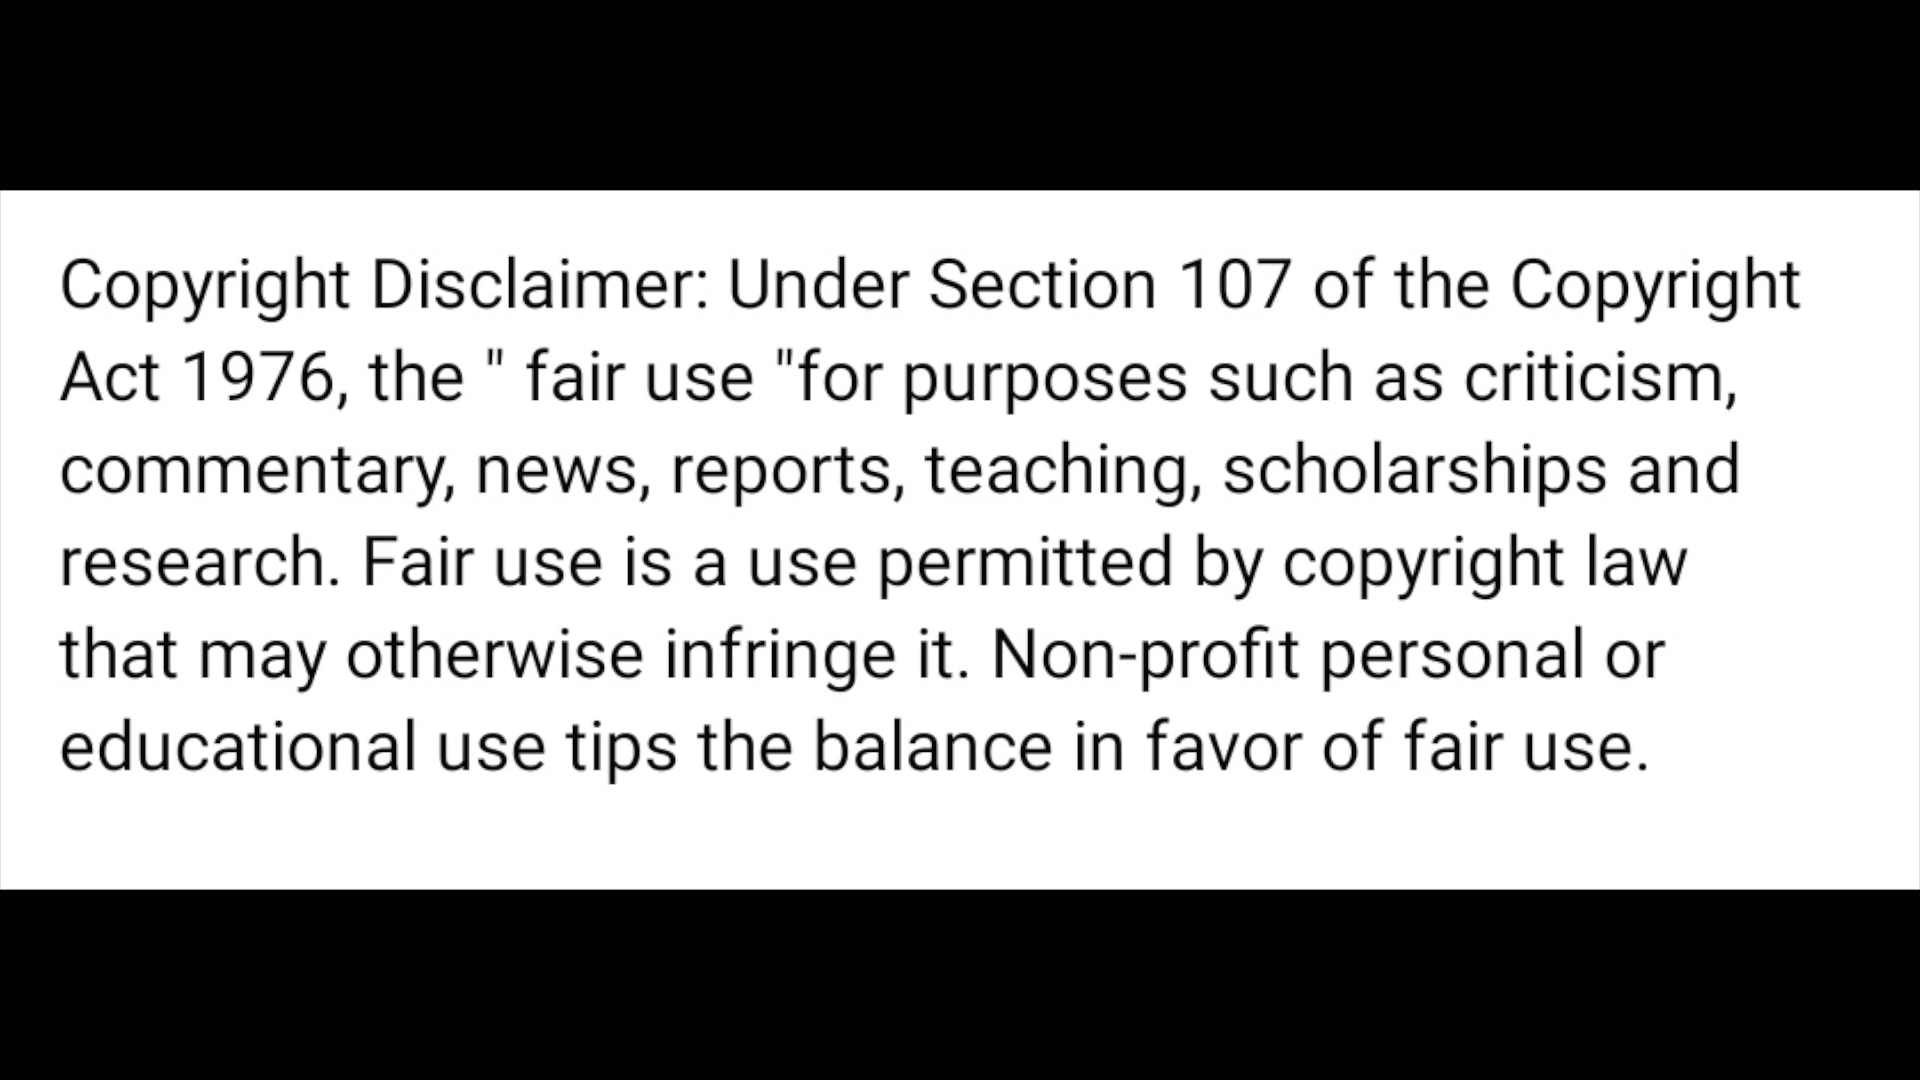 Copyright Disclaimer: Under Section 107 of the Copyright
Act 1976, the " fair use "for purposes such as criticism,
commentary, news, reports, teaching, scholarships and
research. Fair use is a use permitted by copyright law
that may otherwise infringe it. Non-profit personal or
educational use tips the balance in favor of fair use.